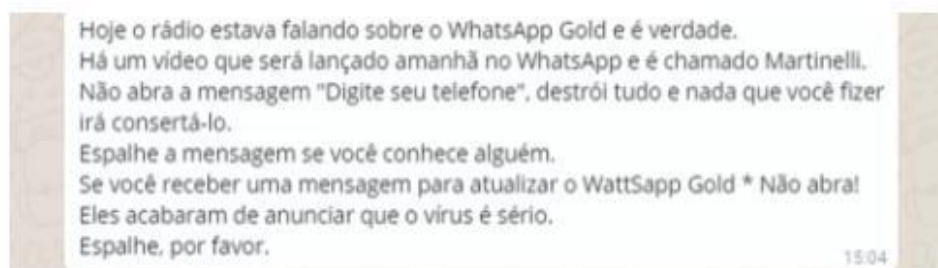 Hoje o rádio estava falando sobre o WhatsApp Gold e é verdade.
Há um vídeo que será lançado amanhã no WhatsApp e é chamado Martinelli.
Não abra a mensagem "Digite seu telefone", destrói tudo e nada que você fizer
irá consertá-lo.
Espalhe a mensagem se você conhece alguém.
Se você receber uma mensagem para atualizar o WattSapp Gold * Não abra!
Eles acabaram de anunciar que o vírus é sério.
Espalhe, por favor.
15:04